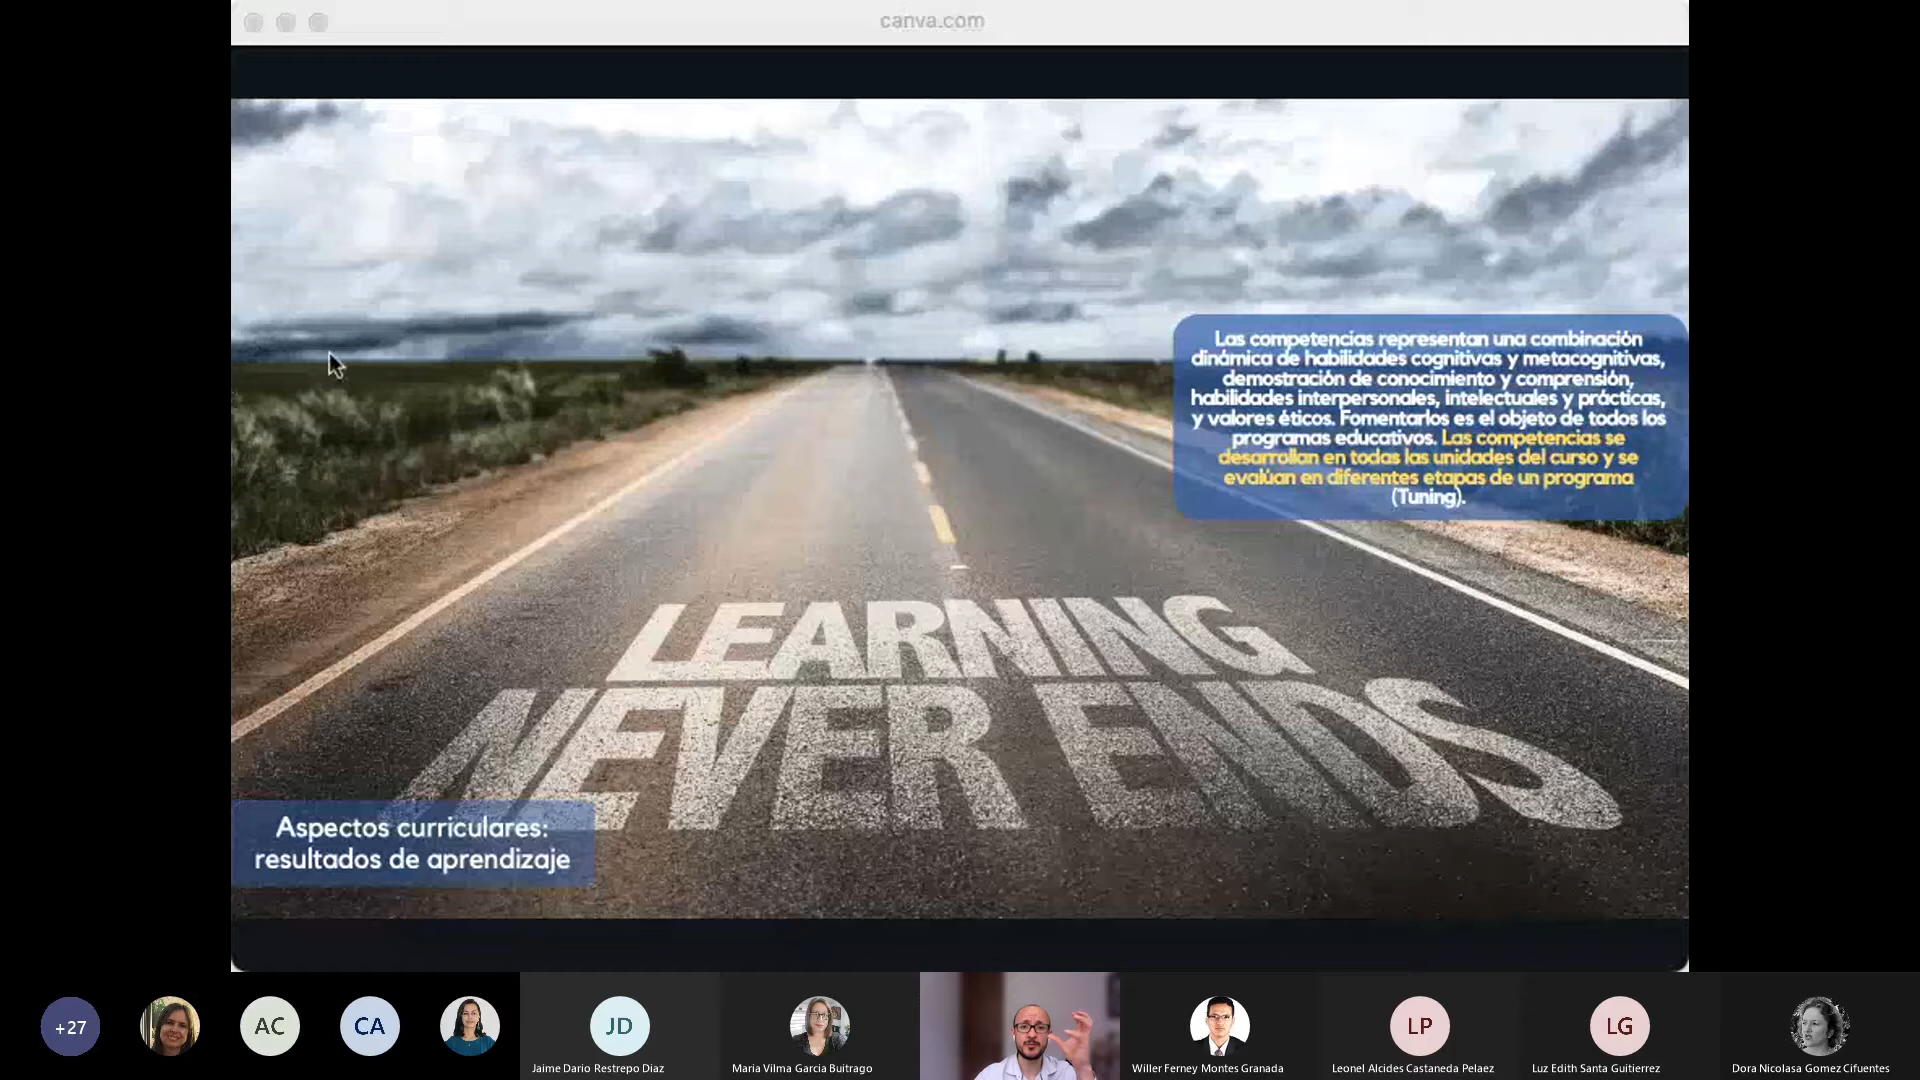 canva.com
Las competencias representan una combinación
dinámica de habilidades cognitivas y metacognitivas,
demostración de conocimiento y comprensión,
habilidades interpersonales, intelectuales y prácticas,
y valores éticos. Fomentarlos es el objeto de todos los
programas educativos. Las competencias se
desarrollan en todas las unidades del curso y se
evalúan en diferentes etapas de un programa
(Tuning).
LEARNING
NEVER ENDS
Aspectos curriculares:
resultados de aprendizaje
+27
AC
CA
JD
LP
LG
Jaime Dario Restrepo Diaz
Maria Vilma Garcia Buitrago
Willer Ferney Montes Granada
Leonel Alcides Castaneda Pelaez
Luz Edith Santa Guitierrez
Dora Nicolasa Gomez Cifuentes